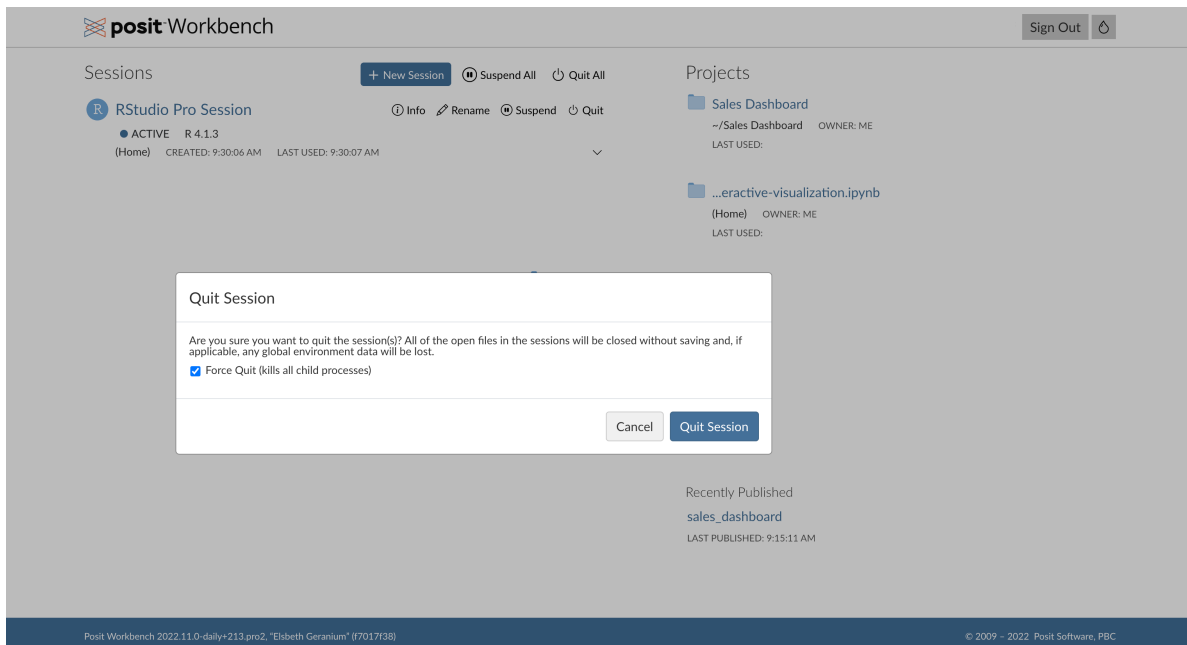 posit Workbench
Sign Out
Sessions
+ New Session Suspend All Quit All
R RStudio Pro Session
Info Rename Suspend Quit
ACTIVE R 4.1.3
(Home) CREATED: 9:30:06 AM LAST USED: 9:30:07 AM
Projects
Sales Dashboard
~/Sales Dashboard OWNER: ME
LAST USED:
...eractive-visualization.ipynb
(Home) OWNER: ME
LAST USED:
Quit Session
Are you sure you want to quit the session(s)? All of the open files in the sessions will be closed without saving and, if
applicable, any global environment data will be lost.
Force Quit (kills all child processes)
Cancel Quit Session
Recently Published
sales_dashboard
LAST PUBLISHED: 9:15:11 AM
Posit Workbench 2022.11.0-daily+213.pro2, "Elsbeth Geranium" (f7017f38)
© 2009 – 2022 Posit Software, PBC